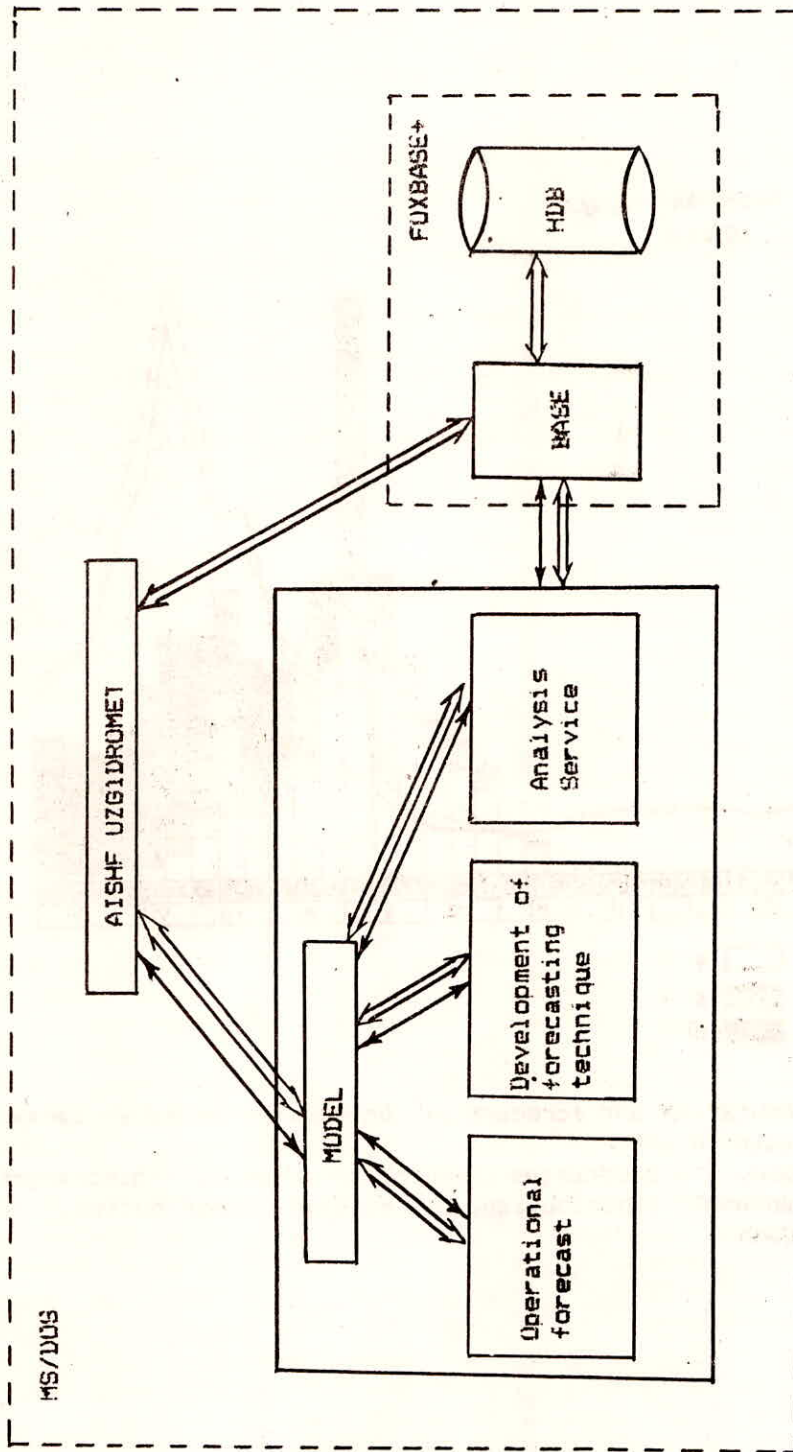 MS/DOS
AISHF UZGIDROMET
FOXBASE+
MODEL
BASE
HDB
Operational
forecast
Development of
forecasting
technique
Analysis
Service